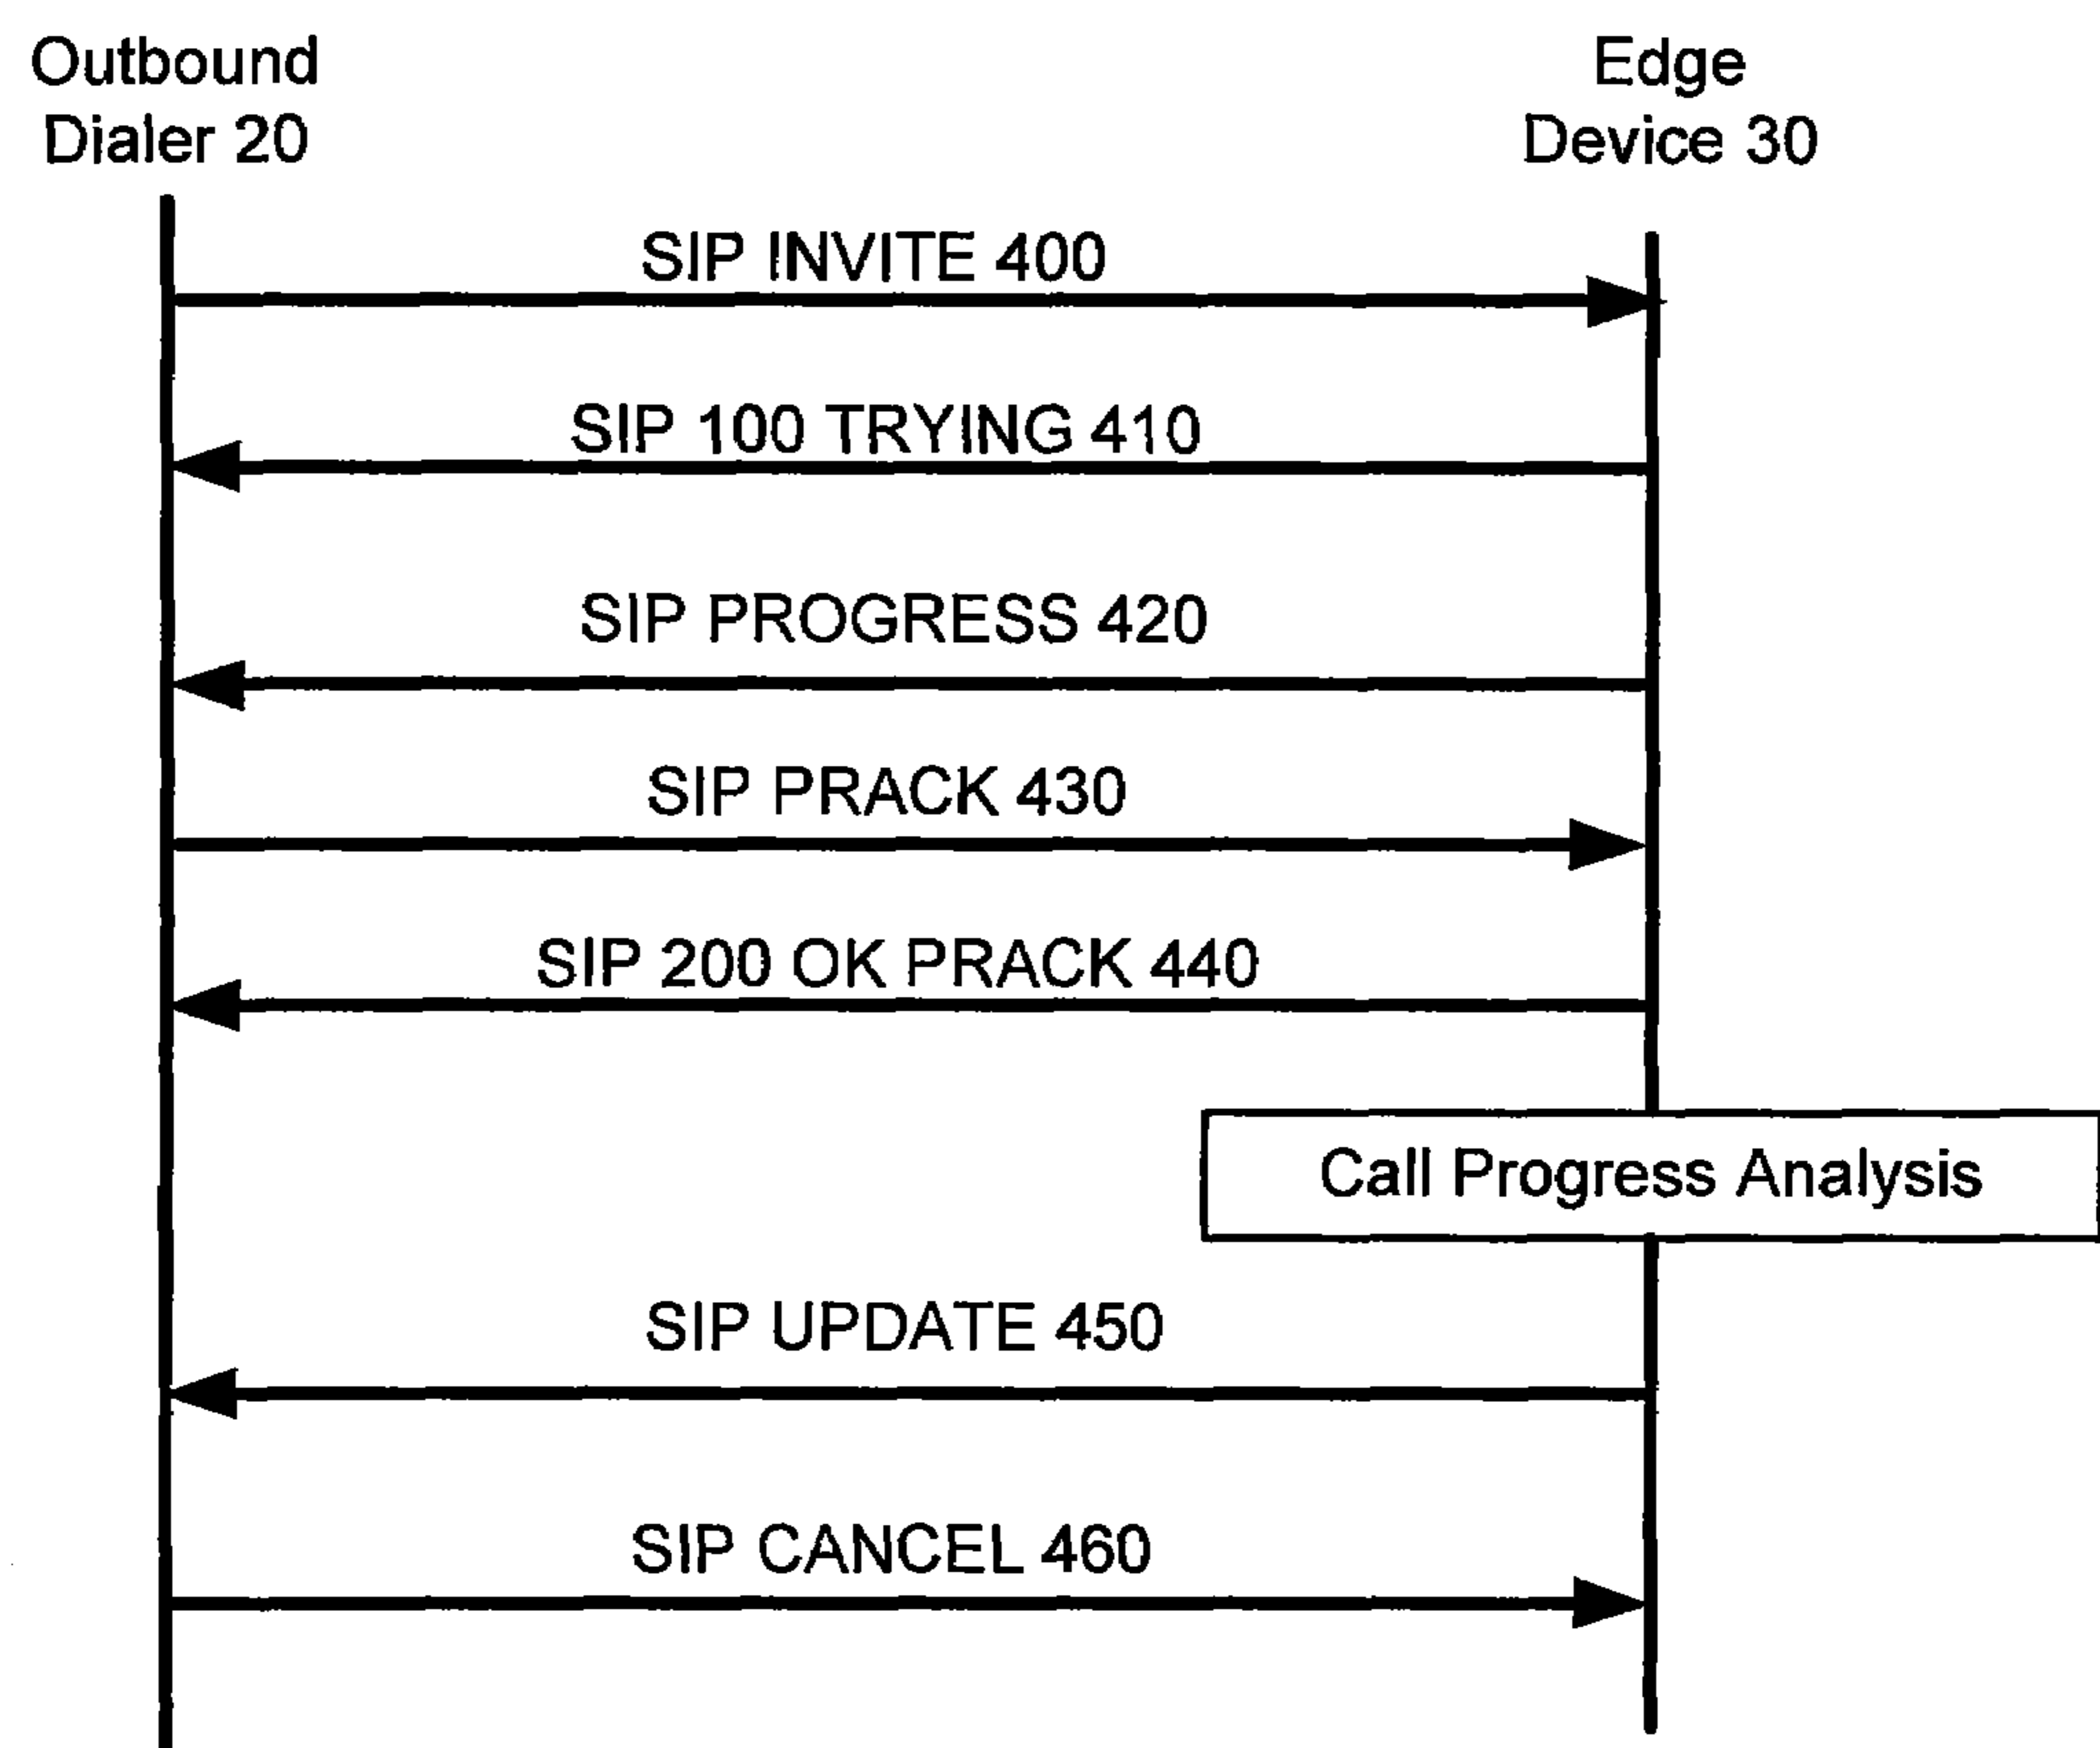 Outbound
Dialer 20
Edge
Device 30
SIP INVITE 400
SIP 100 TRYING 410
SIP PROGRESS 420
SIP PRACK 430
SIP 200 OK PRACK 440
Call Progress Analysis
SIP UPDATE 450
SIP CANCEL 460